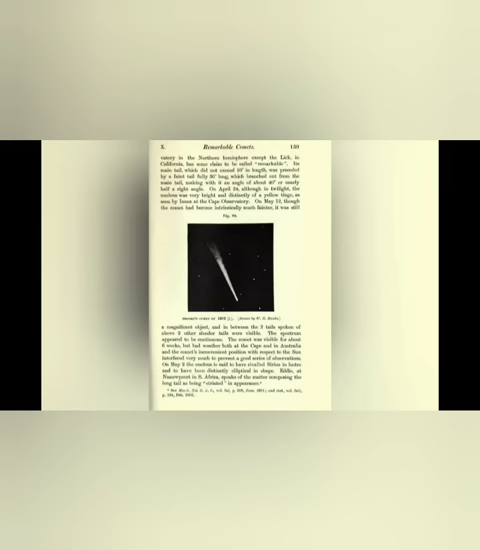 X. Remarkable Comets. 159
vatory in the Northern hemisphere except the Lick, in
California, has some claim to be called "remarkable". Its
main tail, which did not exceed 10° in length, was preceded
by a faint tail fully 30° long, which branched out from the
main tail, making with it an angle of about 40° or nearly
half a right angle. On April 24, although in twilight, the
nucleus was very bright and distinctly of a yellow tinge, as
seen by Innes at the Cape Observatory. On May 12, though
the comet had become intrinsically much fainter, it was still
Fig.
COMET OF (Drawn by
a magnificent object, and in between the 2 tails spoken of
above 2 other shorter tails were visible. The spectrum
appeared to be continuous. The comet was visible for about
6 weeks, but bad weather both at the Cape and in Australia
and the comet's inconvenient position with respect to the Sun
interfered very much to prevent a good series of observations.
On May 3 the nucleus is said to have rivalled Sirius in lustre
and to have been distinctly elliptical in shape. Eddie, at
in S. Africa, speaks of the matter composing the
long tail as being "striated" in appearance.